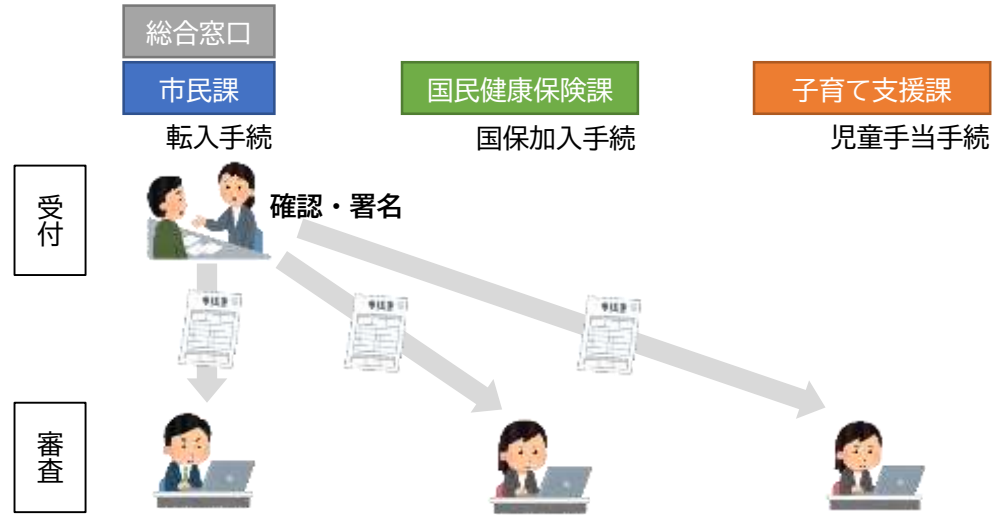 総合窓口
市民課
国民健康保険課
子育て支援課
転入手続
国保加入手続
児童手当手続
受付
確認・署名
審査